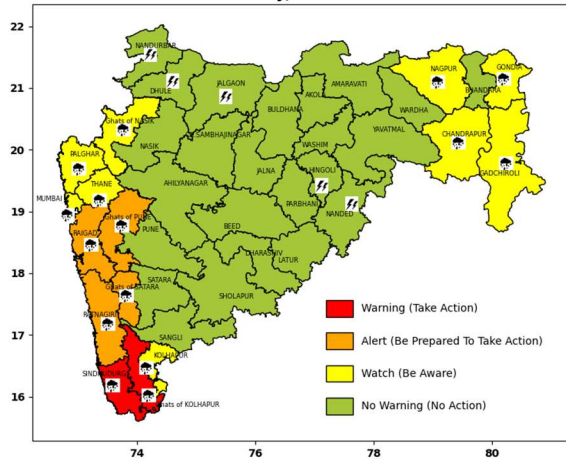 22
21
20
19
18
17
16
74
76
78
80
NANDURBAR
DHULE
JALGAON
Ghats of NASIK
NASIK
SAMBHAJINAGAR
BULDHANA
AKOLA
AMARAVATI
NAGPUR
GONDIA
BHANDARA
WARDHA
YAVATMAL
CHANDRAPUR
GADCHIROLI
WASHIM
HINGOLI
JALNA
PARBHANI
NANDED
PALGHAR
THANE
MUMBAI
AHILYANAGAR
Ghats of PUNE
PUNE
RAIGAD
BEED
DHARASHIV
LATUR
SATARA
Ghats of SATARA
SHOLAPUR
RATNAGIRI
SANGLI
KOLHAPUR
SINDHUDURG
Ghats of KOLHAPUR
Warning (Take Action)
Alert (Be Prepared To Take Action)
Watch (Be Aware)
No Warning (No Action)